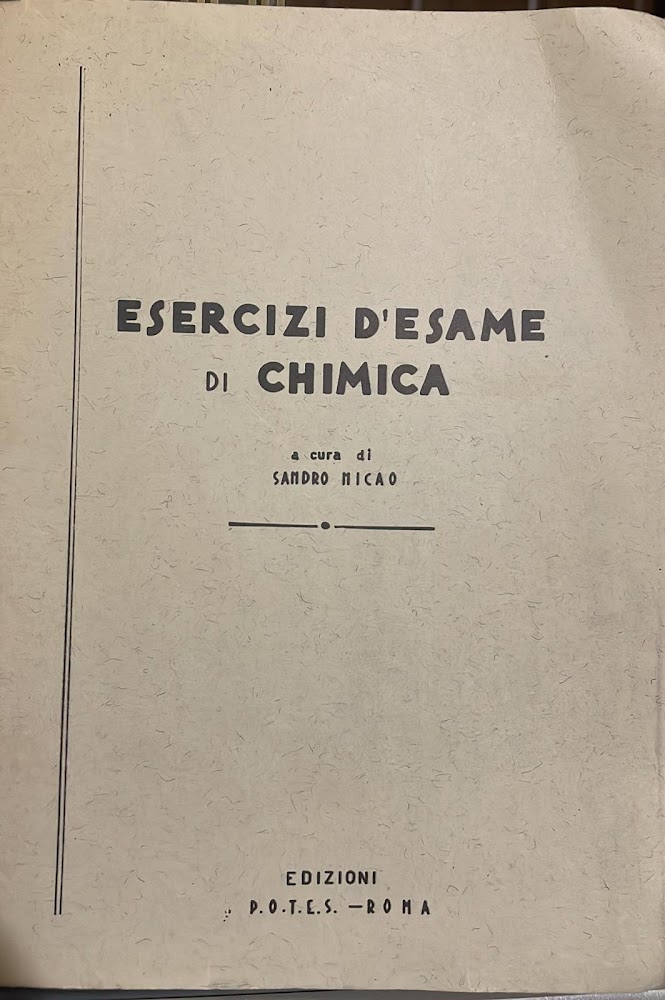 ESERCIZI D'ESAME
DI CHIMICA
a cura di
SANDRO MICAO
EDIZIONI
P.O.T.E.S. — ROMA